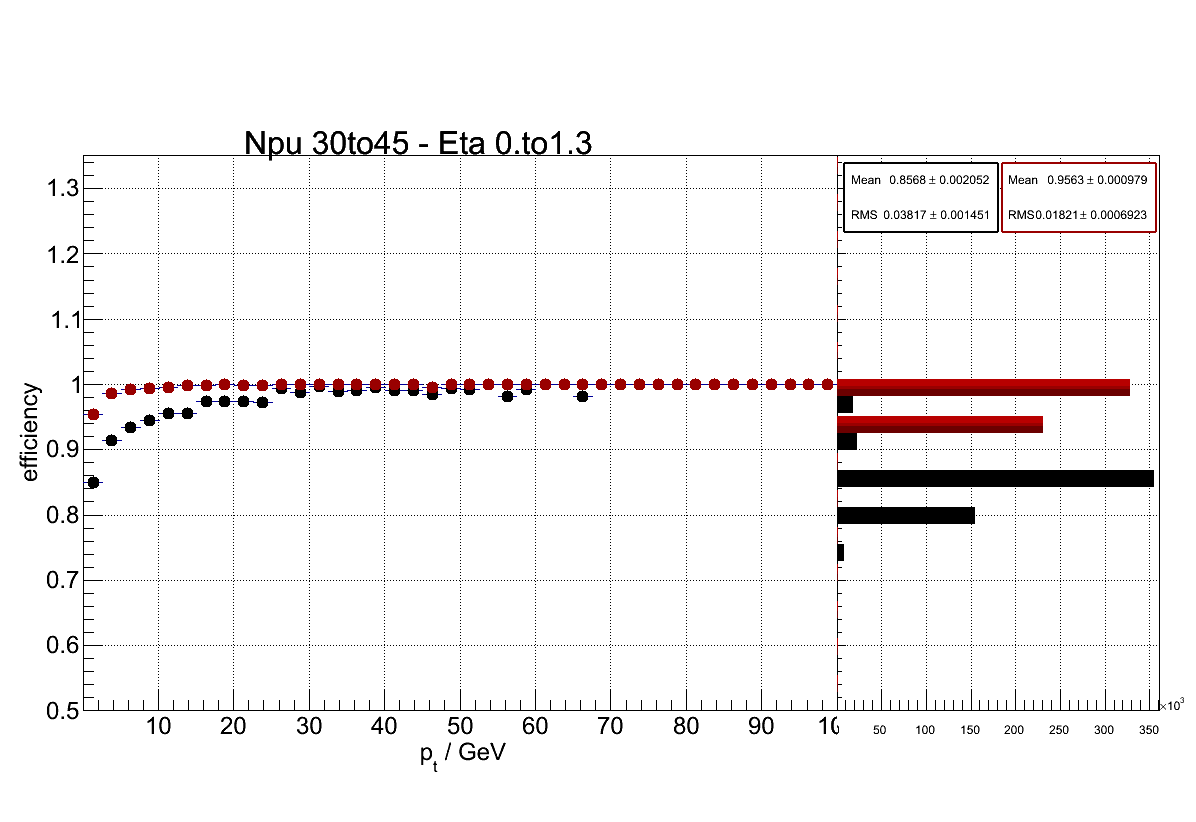 Npu 30to45 - Eta 0.to1.3
Mean 0.8568 ± 0.002052
RMS 0.03817 ± 0.001451
Mean 0.9563 ± 0.000979
RMS0.01821 ± 0.0006923
1.3
1.2
1.1
1
0.9
0.8
0.7
0.6
0.5
efficiency
10 20 30 40 50 60 70 80 90 10
p_t / GeV
50 100 150 200 250 300 350
×10³